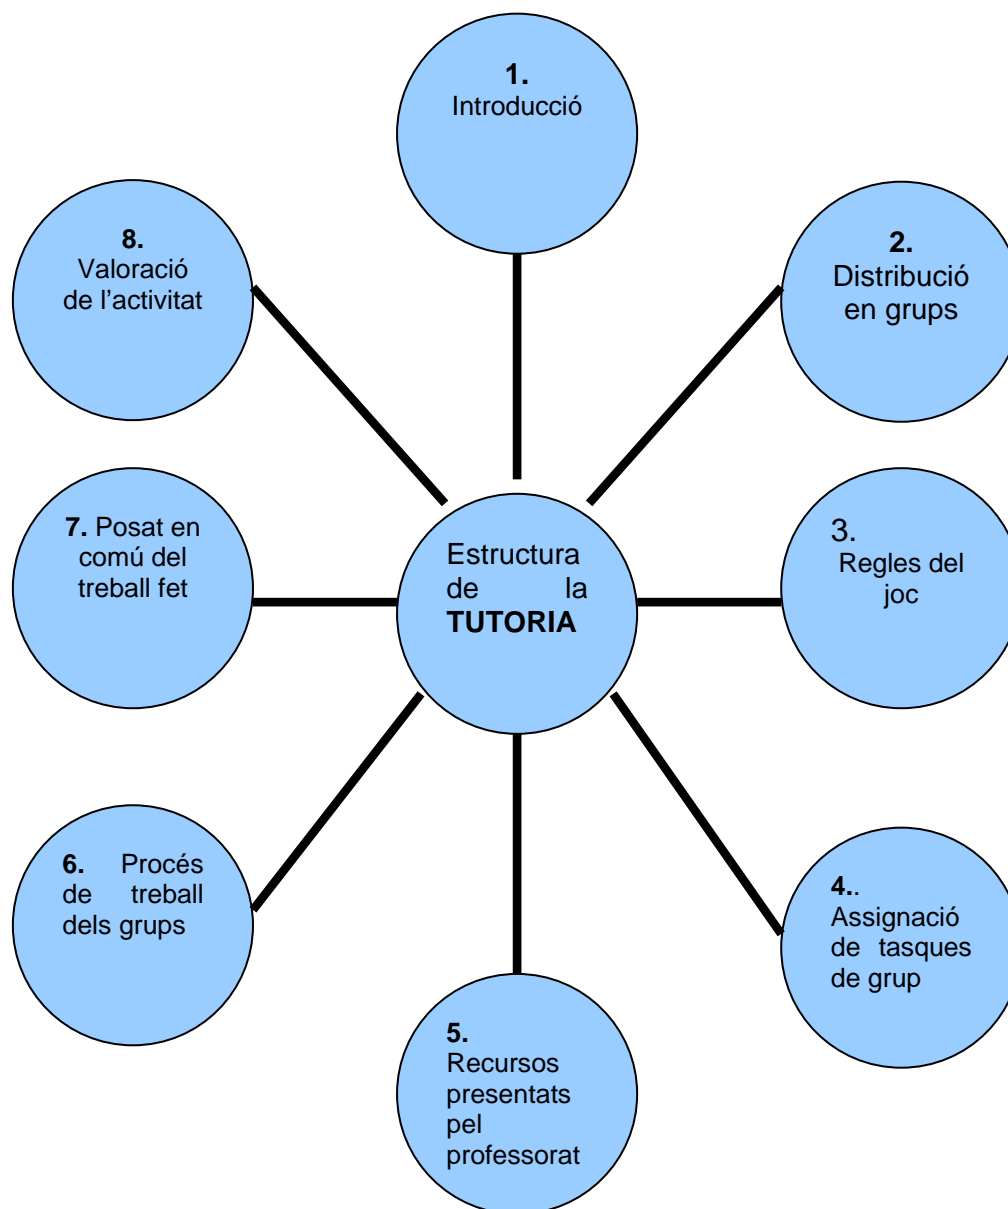 1.
Introducció
2.
Distribució
en grups
3.
Regles del
joc
4..
Assignació
de tasques
de grup
5.
Recursos
presentats
pel
professorat
6. Procés
de treball
dels grups
7. Posat en
comú del
treball fet
8.
Valoració
de l’activitat
Estructura
de la
TUTORIA